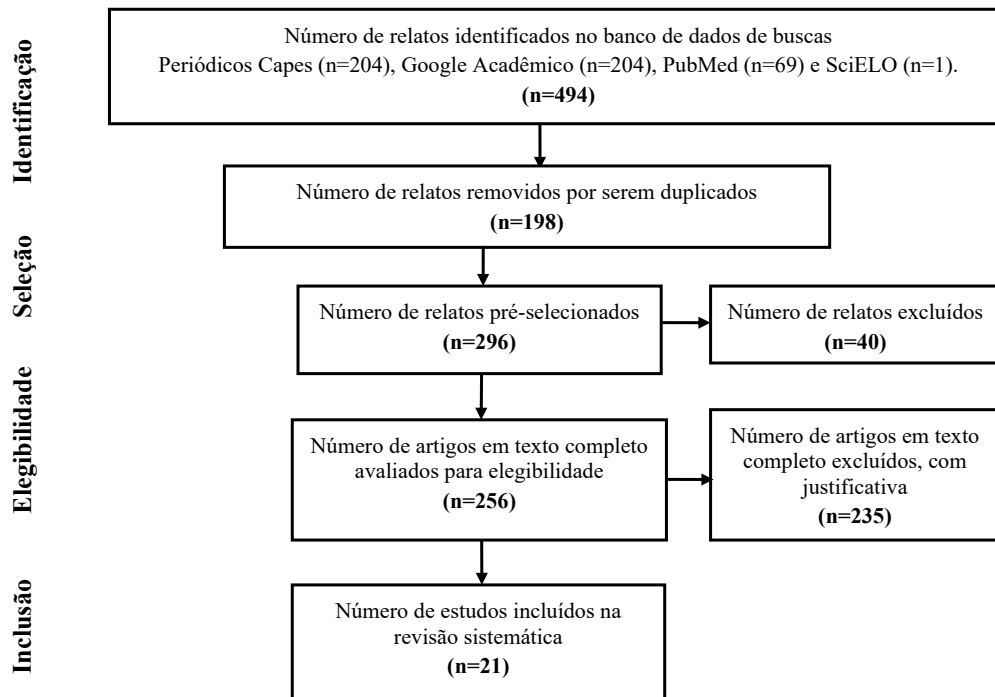 Identificação
Número de relatos identificados no banco de dados de buscas
Periódicos Capes (n=204), Google Acadêmico (n=204), PubMed (n=69) e SciELO (n=1).
(n=494)
Número de relatos removidos por serem duplicados
(n=198)
Seleção
Número de relatos pré-selecionados
(n=296)
Número de relatos excluídos
(n=40)
Elegibilidade
Número de artigos em texto completo
avaliados para elegibilidade
(n=256)
Número de artigos em texto
completo excluídos, com
justificativa
(n=235)
Inclusão
Número de estudos incluídos na
revisão sistemática
(n=21)